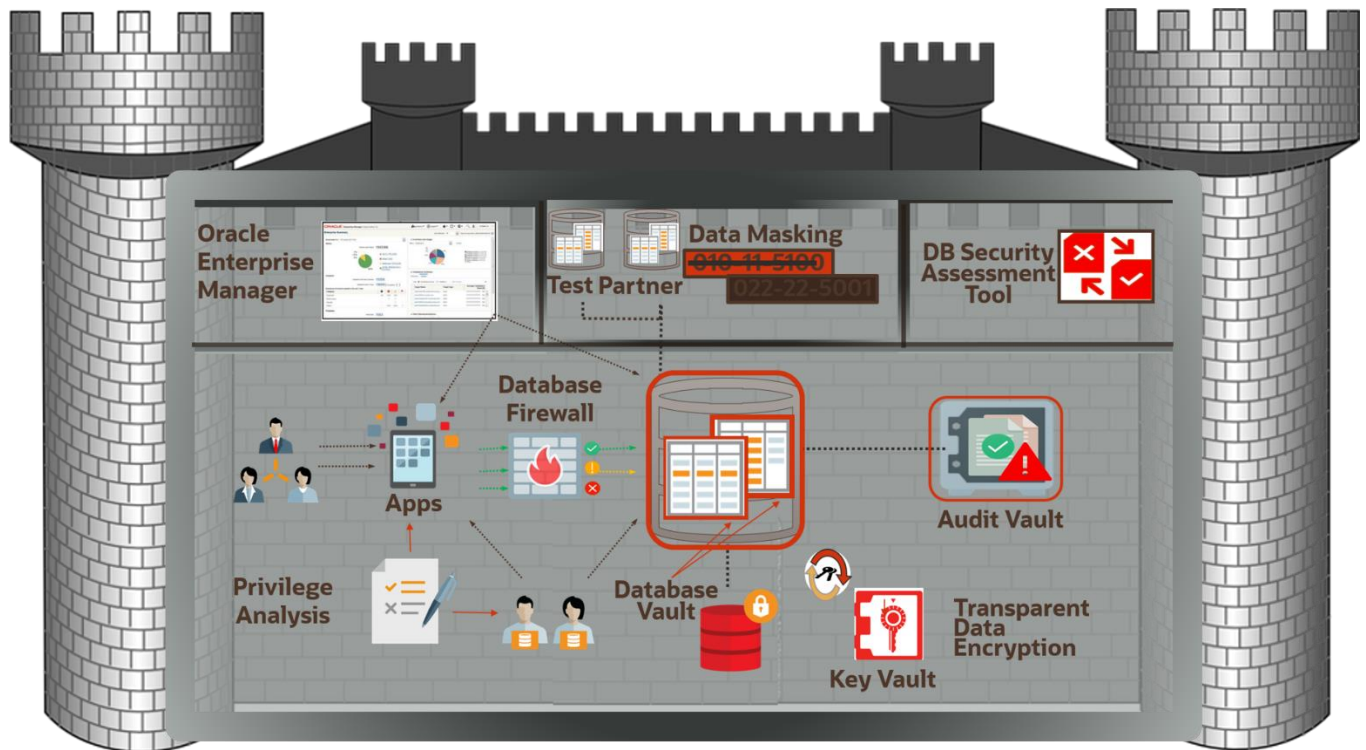 Oracle
Enterprise
Manager
Data Masking
010-11-5100
022-22-5001
Test Partner
DB Security
Assessment
Tool
Database
Firewall
Apps
Audit Vault
Privilege
Analysis
Database
Vault
Transparent
Data
Encryption
Key Vault